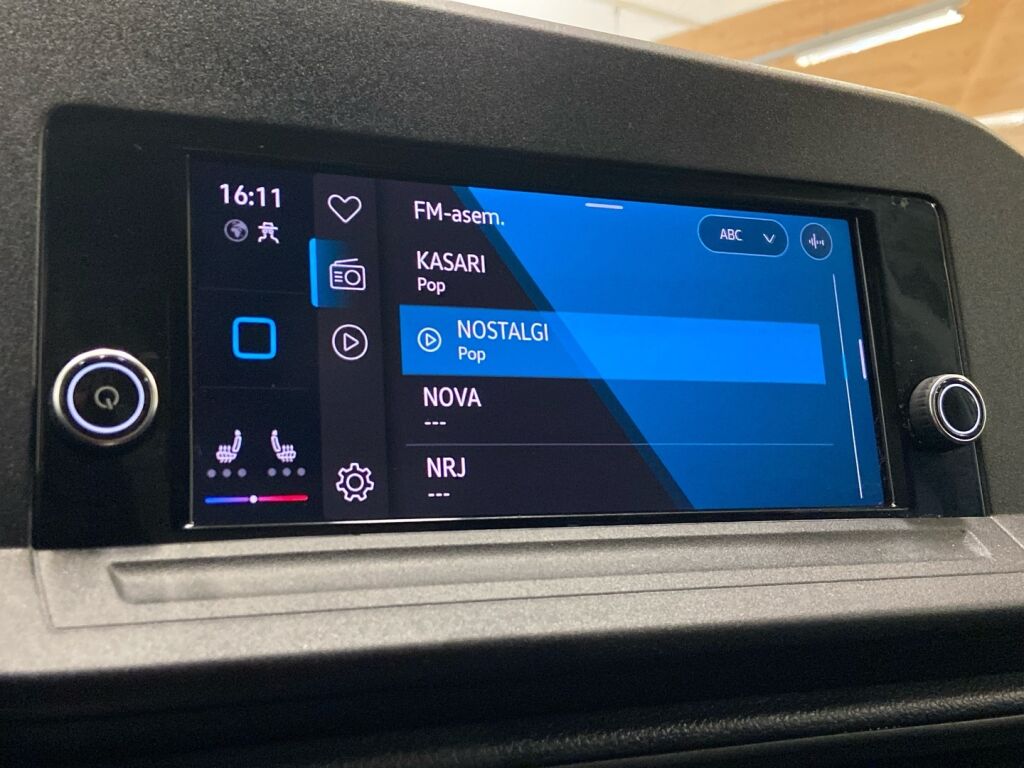 16:11
FM-asem.
ABC
KASARI
Pop
NOSTALGI
Pop
NOVA
---
NRJ
---